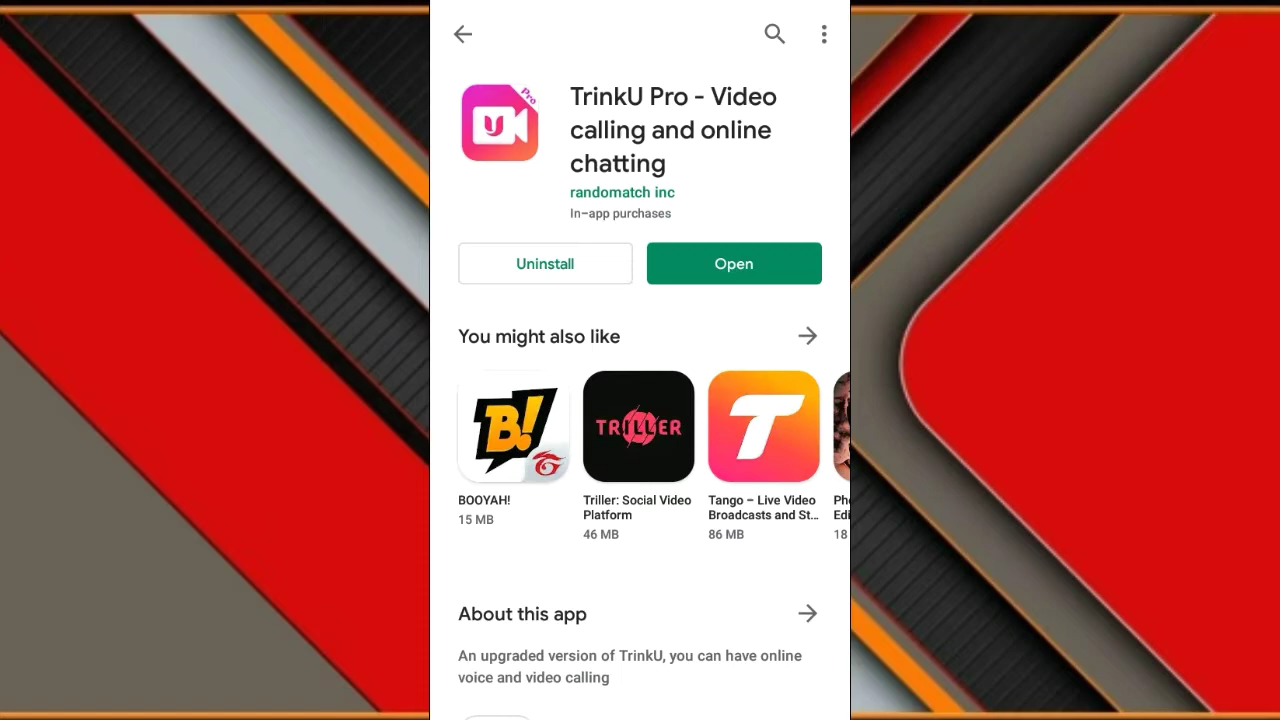 Pro
U
TrinkU Pro - Video
calling and online
chatting
randomatch inc
In-app purchases
Uninstall
Open
You might also like
B!
TRILLER
T
BOOYAH!
15 MB
Triller: Social Video
Platform
46 MB
Tango – Live Video
Broadcasts and St...
86 MB
18
About this app
An upgraded version of TrinkU, you can have online
voice and video calling